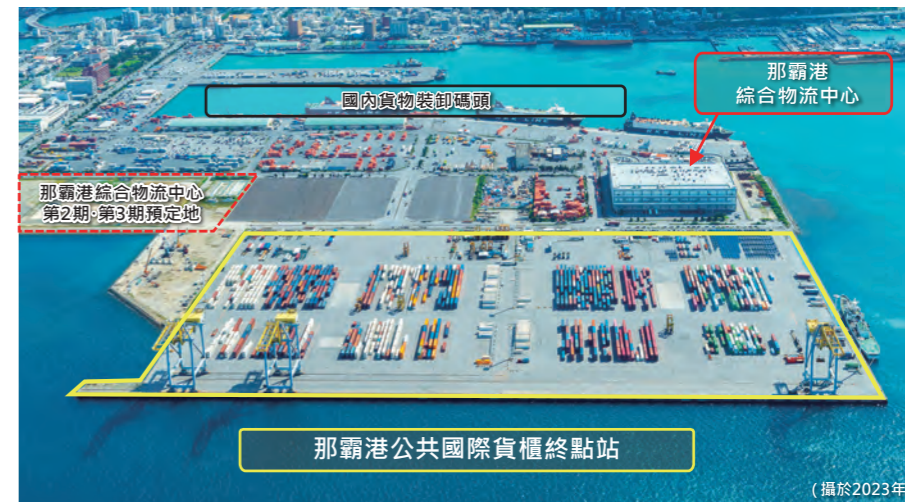 那霸港
綜合物流中心
國內貨物裝卸碼頭
那霸港綜合物流中心
第2期·第3期預定地
那霸港公共國際貨櫃終點站
(攝於2023年